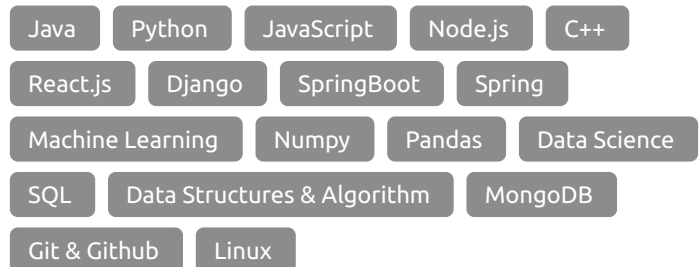 Java Python JavaScript Node.js C++
React.js Django SpringBoot Spring
Machine Learning Numpy Pandas Data Science
SQL Data Structures & Algorithm MongoDB
Git & Github Linux